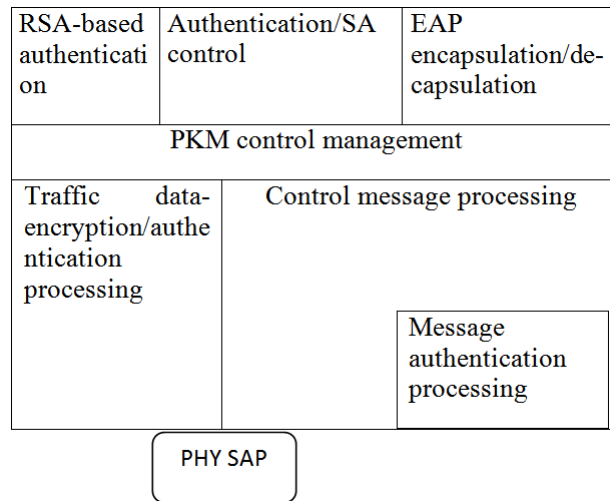 RSA-based
authenticati
on
Authentication/SA
control
EAP
encapsulation/de-
capsulation
PKM control management
Traffic data-
encryption/authe
ntication
processing
Control message processing
Message
authentication
processing
PHY SAP